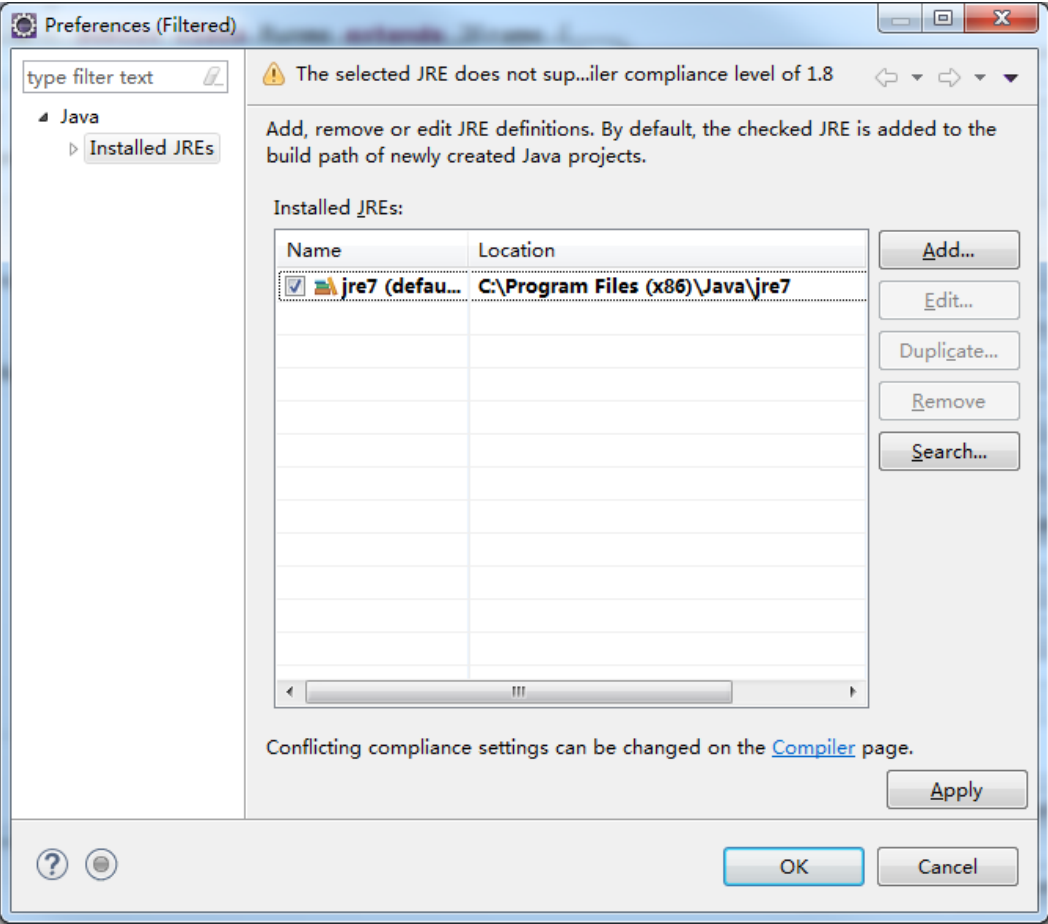 Preferences (Filtered)
type filter text
The selected JRE does not sup...iler compliance level of 1.8
Java
Installed JREs
Add, remove or edit JRE definitions. By default, the checked JRE is added to the
build path of newly created Java projects.
Installed JREs:
Name Location
jre7 (defau... C:\Program Files (x86)\Java\jre7
Add...
Edit...
Duplicate...
Remove
Search...
Conflicting compliance settings can be changed on the Compiler page.
Apply
OK Cancel